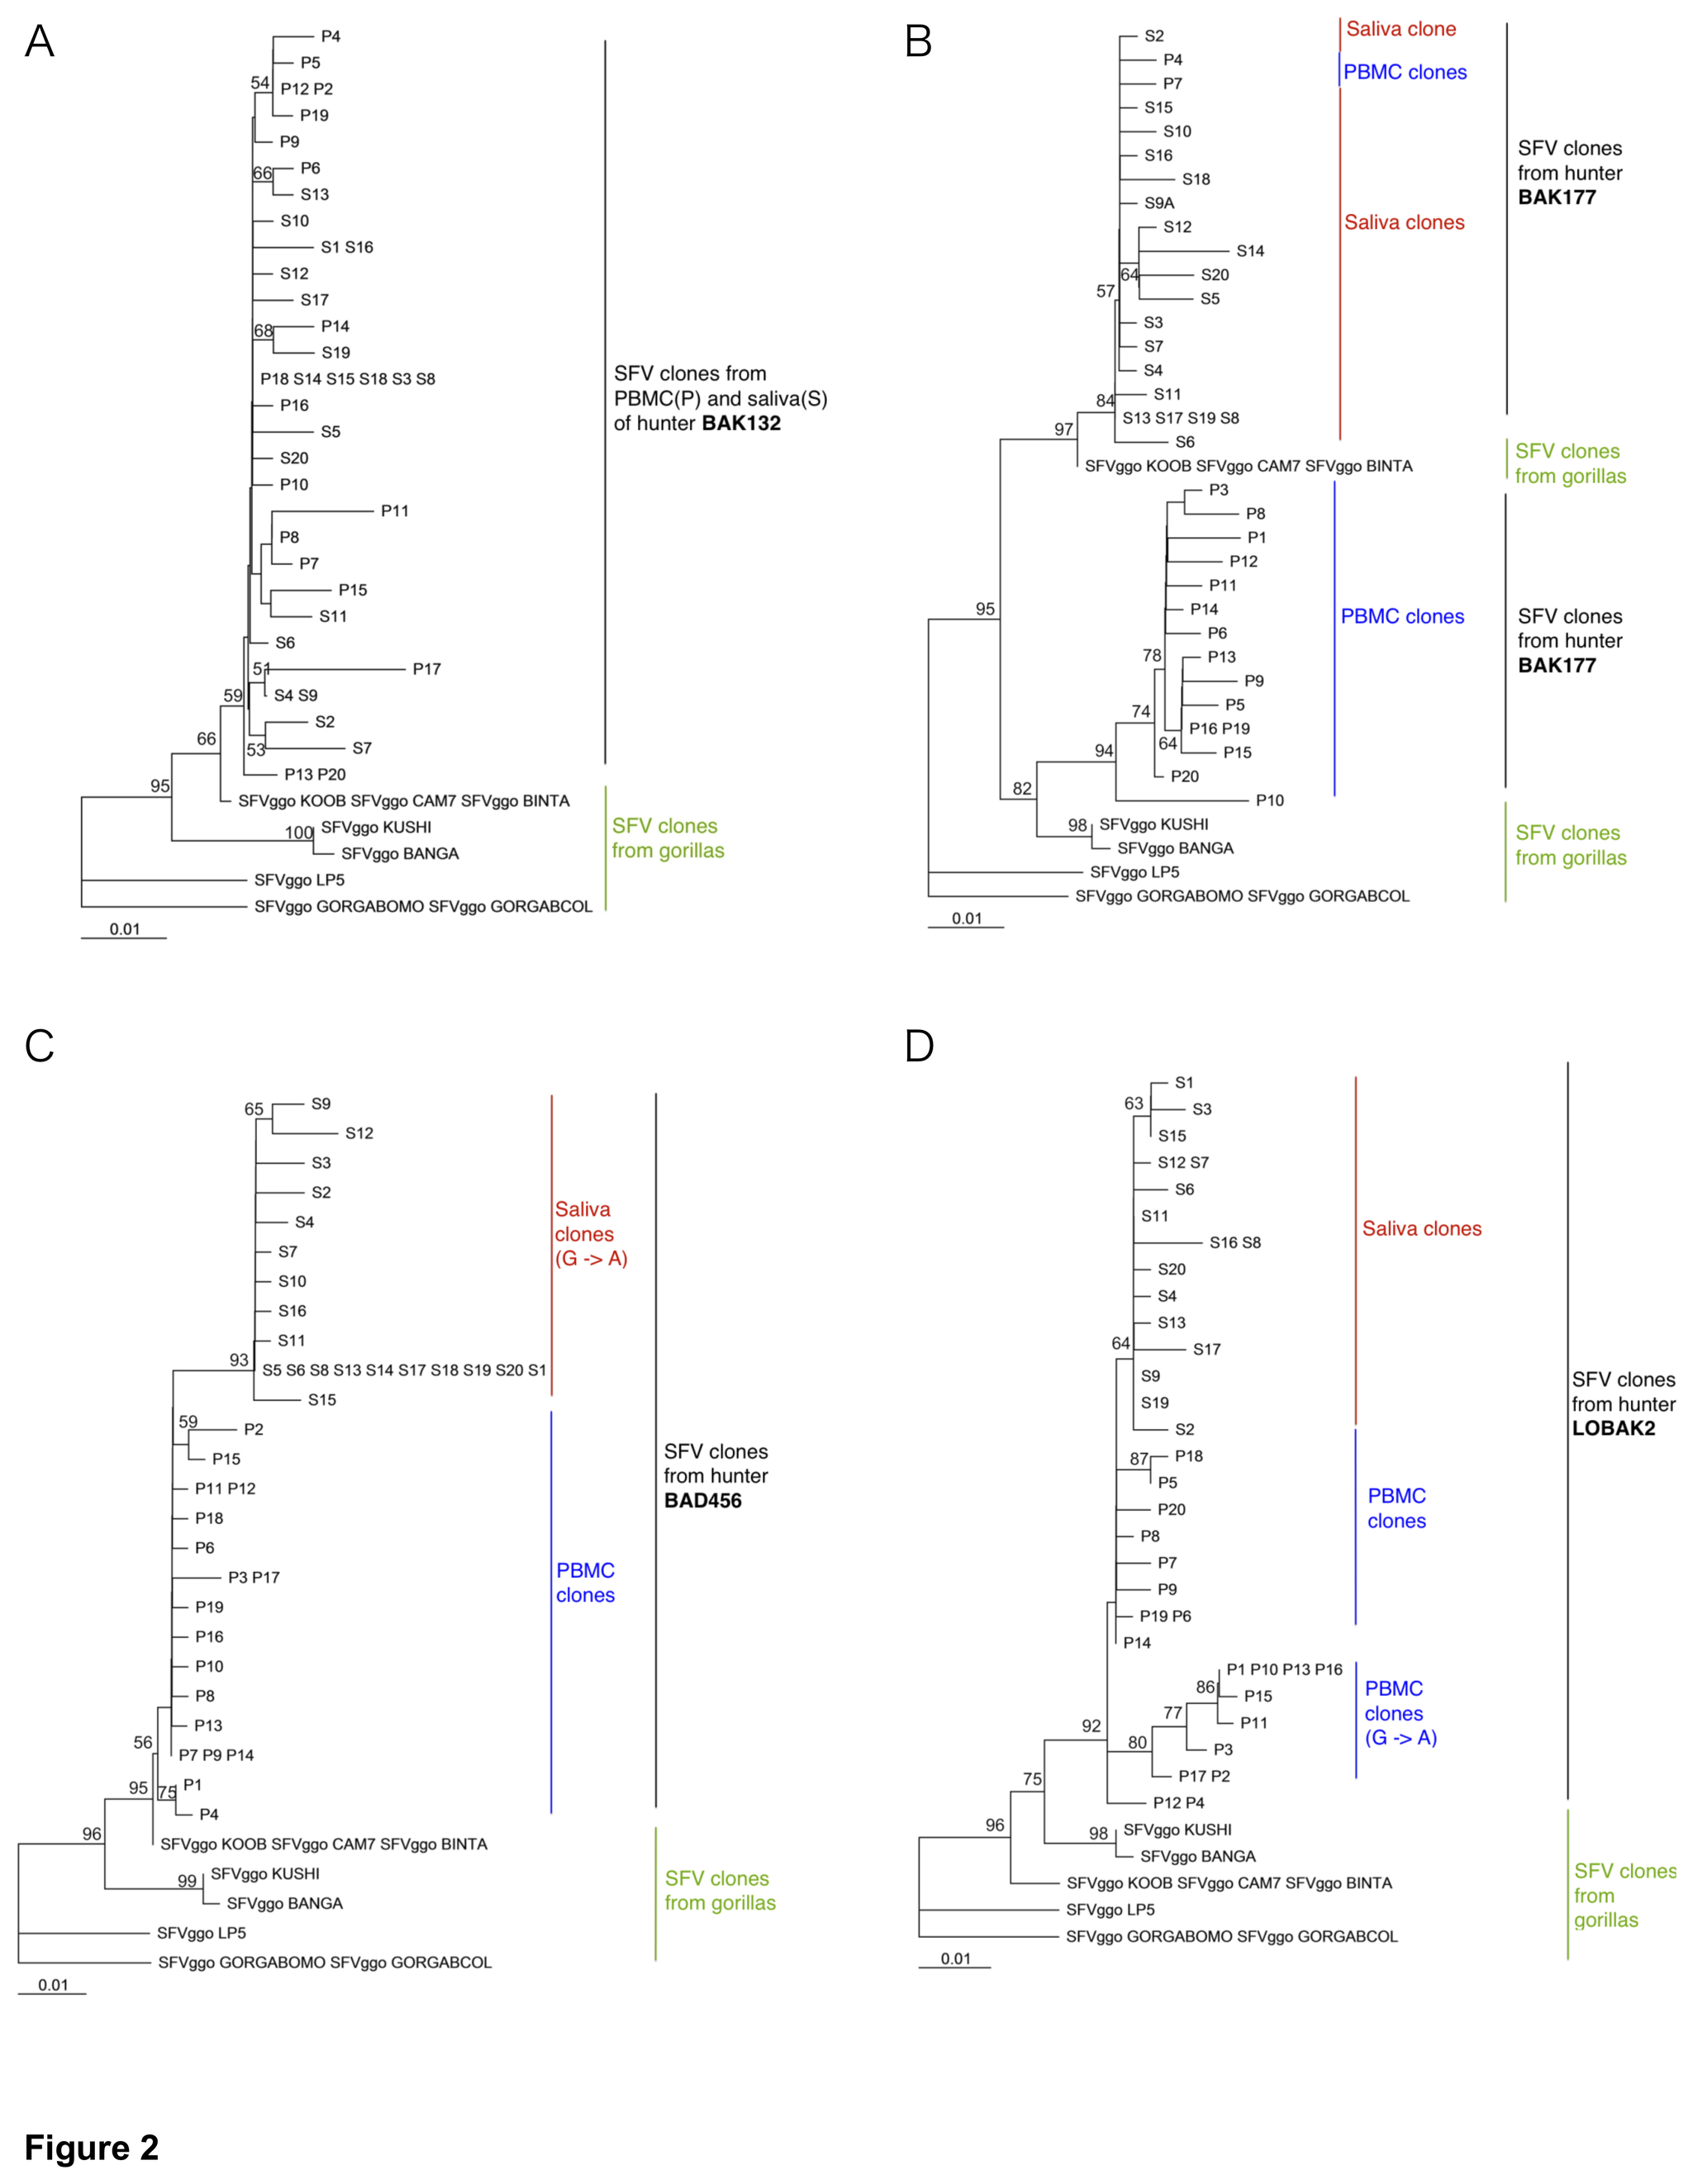 A
P4
P5
54
P12 P2
P19
P9
66
P6
S13
S10
S1 S16
S12
S17
68
P14
S19
P18 S14 S15 S18 S3 S8
P16
S5
S20
P10
P11
P8
P7
P15
S11
S6
51
P17
S4 S9
59
S2
53
S7
66
P13 P20
95
SFVggo KOOB SFVggo CAM7 SFVggo BINTA
100
SFVggo KUSHI
SFVggo BANGA
SFVggo LP5
SFVggo GORGABOMO SFVggo GORGABCOL
0.01
SFV clones from
PBMC(P) and saliva(S)
of hunter BAK132
SFV clones
from gorillas
B
S2
P4
P7
S15
S10
S16
S18
S9A
S12
S14
64
S20
S5
57
S3
S7
S4
84
S11
S13 S17 S19 S8
97
S6
SFVggo KOOB SFVggo CAM7 SFVggo BINTA
P3
P8
P1
P12
P11
95
P14
P6
78
P13
P9
74
P5
P16 P19
94
64
P15
P20
82
P10
98
SFVggo KUSHI
SFVggo BANGA
SFVggo LP5
SFVggo GORGABOMO SFVggo GORGABCOL
0.01
Saliva clone
PBMC clones
Saliva clones
SFV clones
from hunter
BAK177
SFV clones
from gorillas
PBMC clones
SFV clones
from hunter
BAK177
SFV clones
from gorillas
C
65
S9
S12
S3
S2
S4
S7
S10
S16
S11
93
S5 S6 S8 S13 S14 S17 S18 S19 S20 S1
S15
59
P2
P15
P11 P12
P18
P6
P3 P17
P19
P16
P10
P8
P13
56
P7 P9 P14
95
75
P1
P4
96
SFVggo KOOB SFVggo CAM7 SFVggo BINTA
99
SFVggo KUSHI
SFVggo BANGA
SFVggo LP5
SFVggo GORGABOMO SFVggo GORGABCOL
0.01
Saliva
clones
(G -> A)
PBMC
clones
SFV clones
from hunter
BAD456
SFV clones
from gorillas
D
S1
63
S3
S15
S12 S7
S6
S11
S16 S8
S20
S4
S13
64
S17
S9
S19
S2
87
P18
P5
P20
P8
P7
P9
P19 P6
P14
P1 P10 P13 P16
86
P15
77
P11
92
80
P3
75
P17 P2
P12 P4
96
98
SFVggo KUSHI
SFVggo BANGA
SFVggo KOOB SFVggo CAM7 SFVggo BINTA
SFVggo LP5
SFVggo GORGABOMO SFVggo GORGABCOL
0.01
Saliva clones
PBMC
clones
PBMC
clones
(G -> A)
SFV clones
from hunter
LOBAK2
SFV clones
from
gorillas
Figure 2